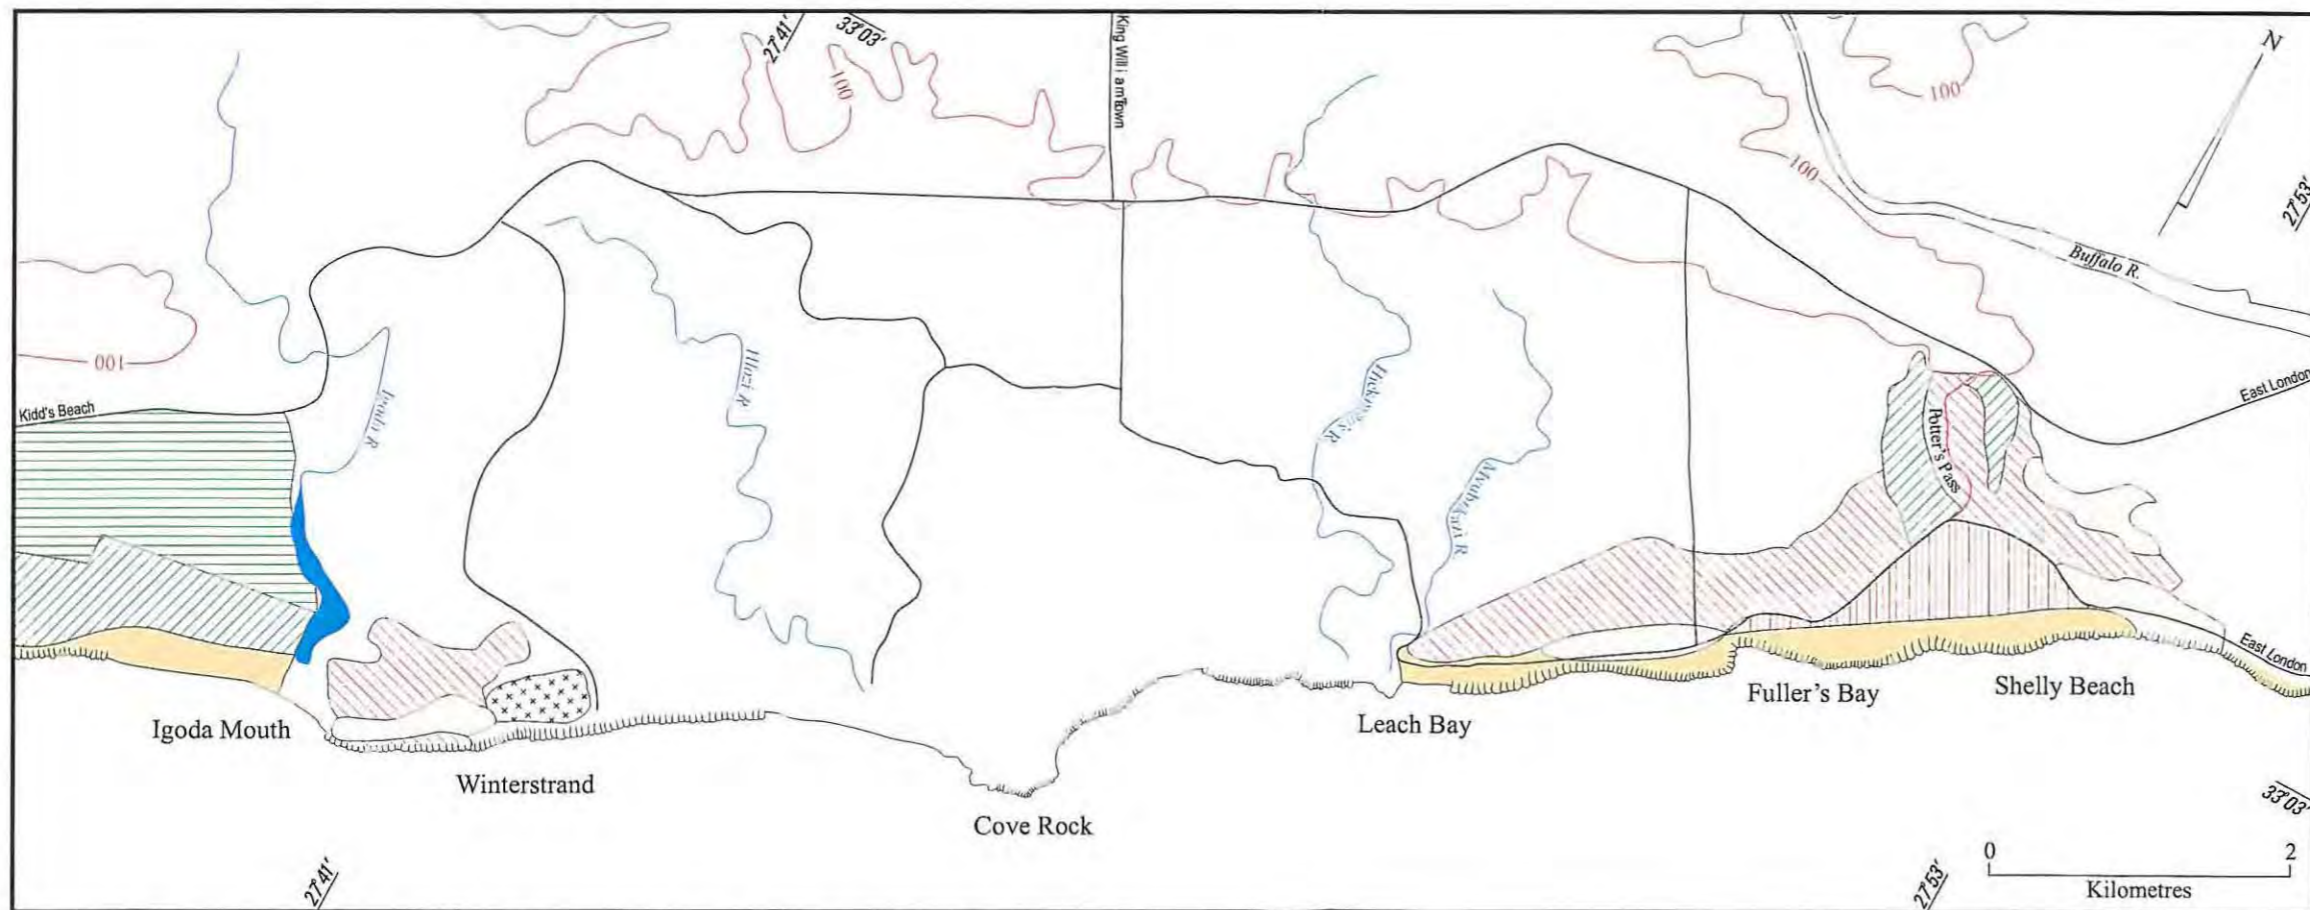 27°41'
33°03'
King William Town
N
100
100
100
27°53'
Buffalo R.
100
Kidd's Beach
Igoda R.
Hlozi R.
Hickman's R.
Potter's Pass
East London
Mvubukazi R.
East London
Igoda Mouth
Winterstrand
Cove Rock
Leach Bay
Fuller's Bay
Shelly Beach
33°03'
27°41'
27°53'
0 2
Kilometres